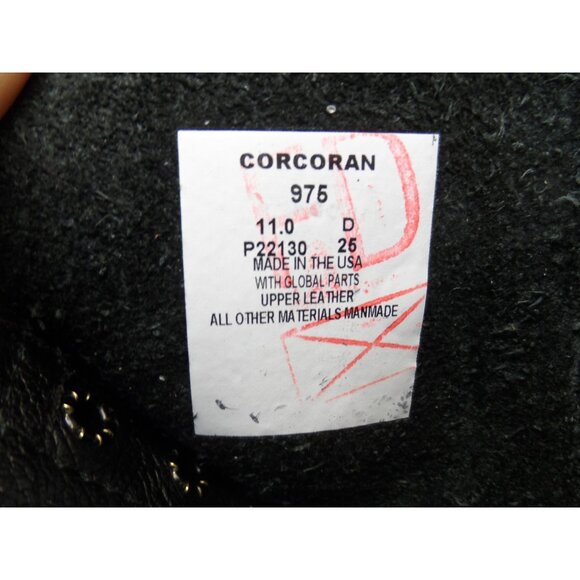 CORCORAN
975
11.0 D
P22130 25
MADE IN THE USA
WITH GLOBAL PARTS
UPPER LEATHER
ALL OTHER MATERIALS MANMADE